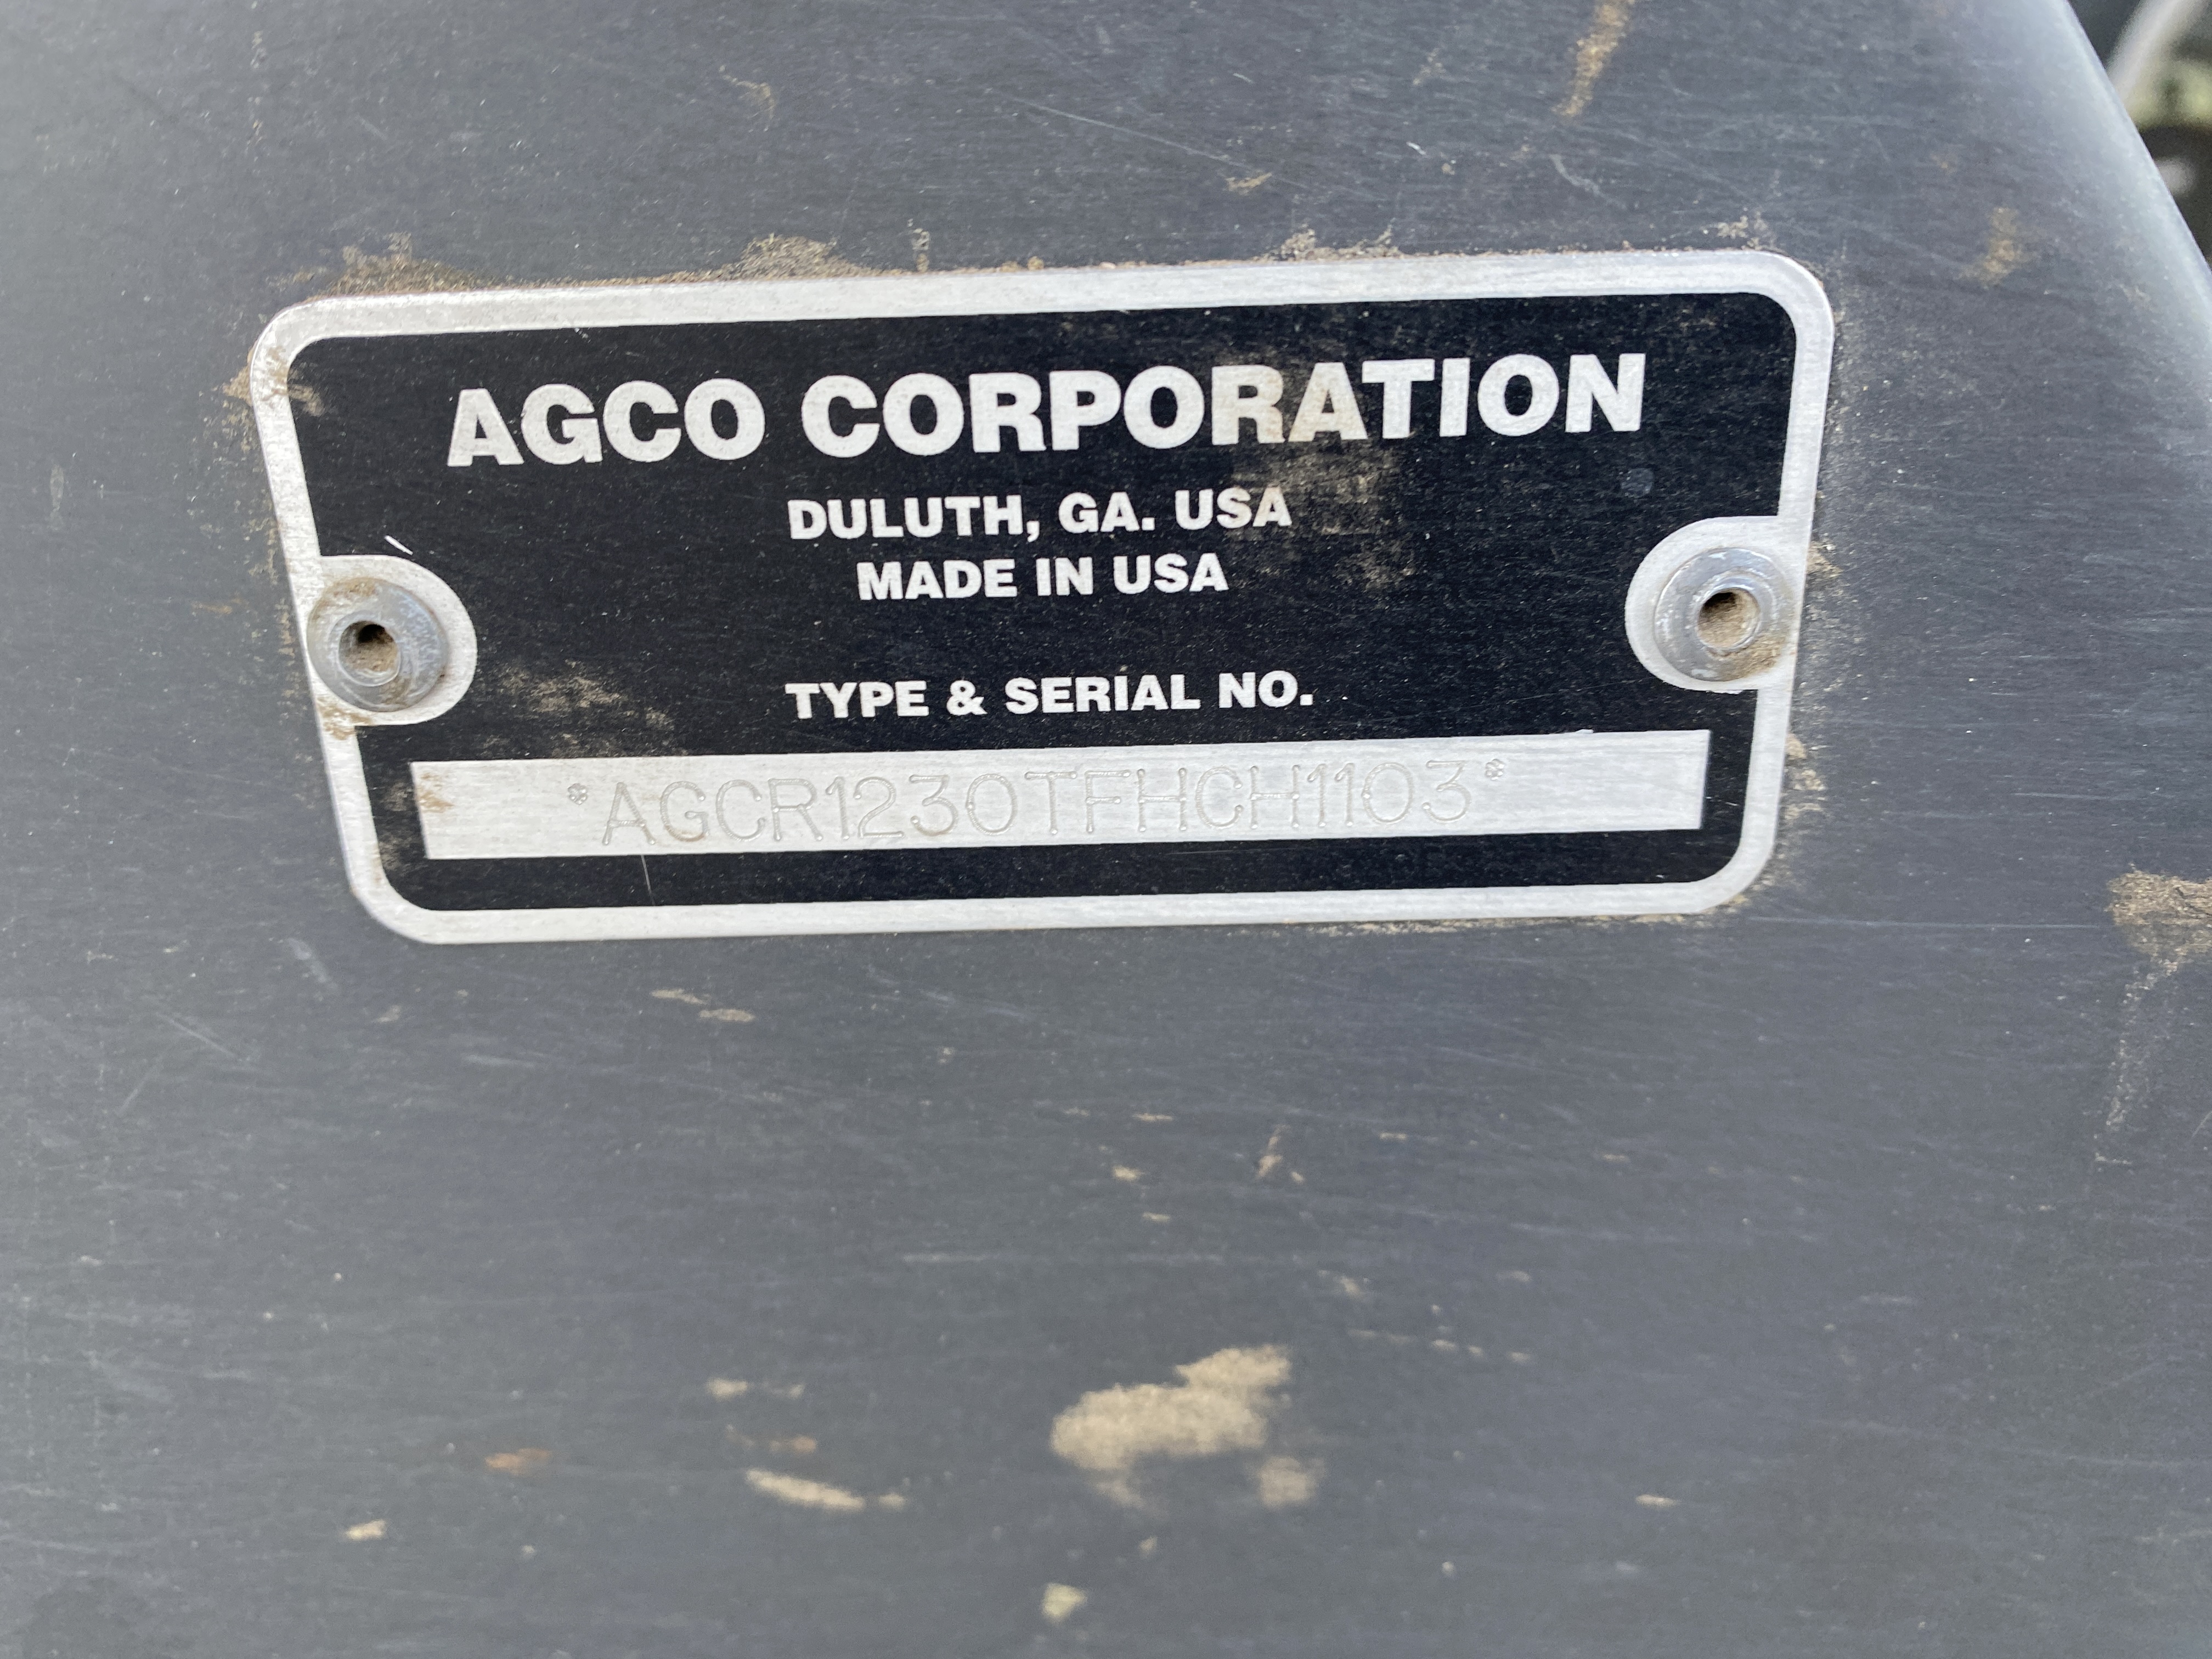 AGCO CORPORATION
DULUTH, GA. USA
MADE IN USA
TYPE & SERIAL NO.
*AGCR1230TFHCH1103*